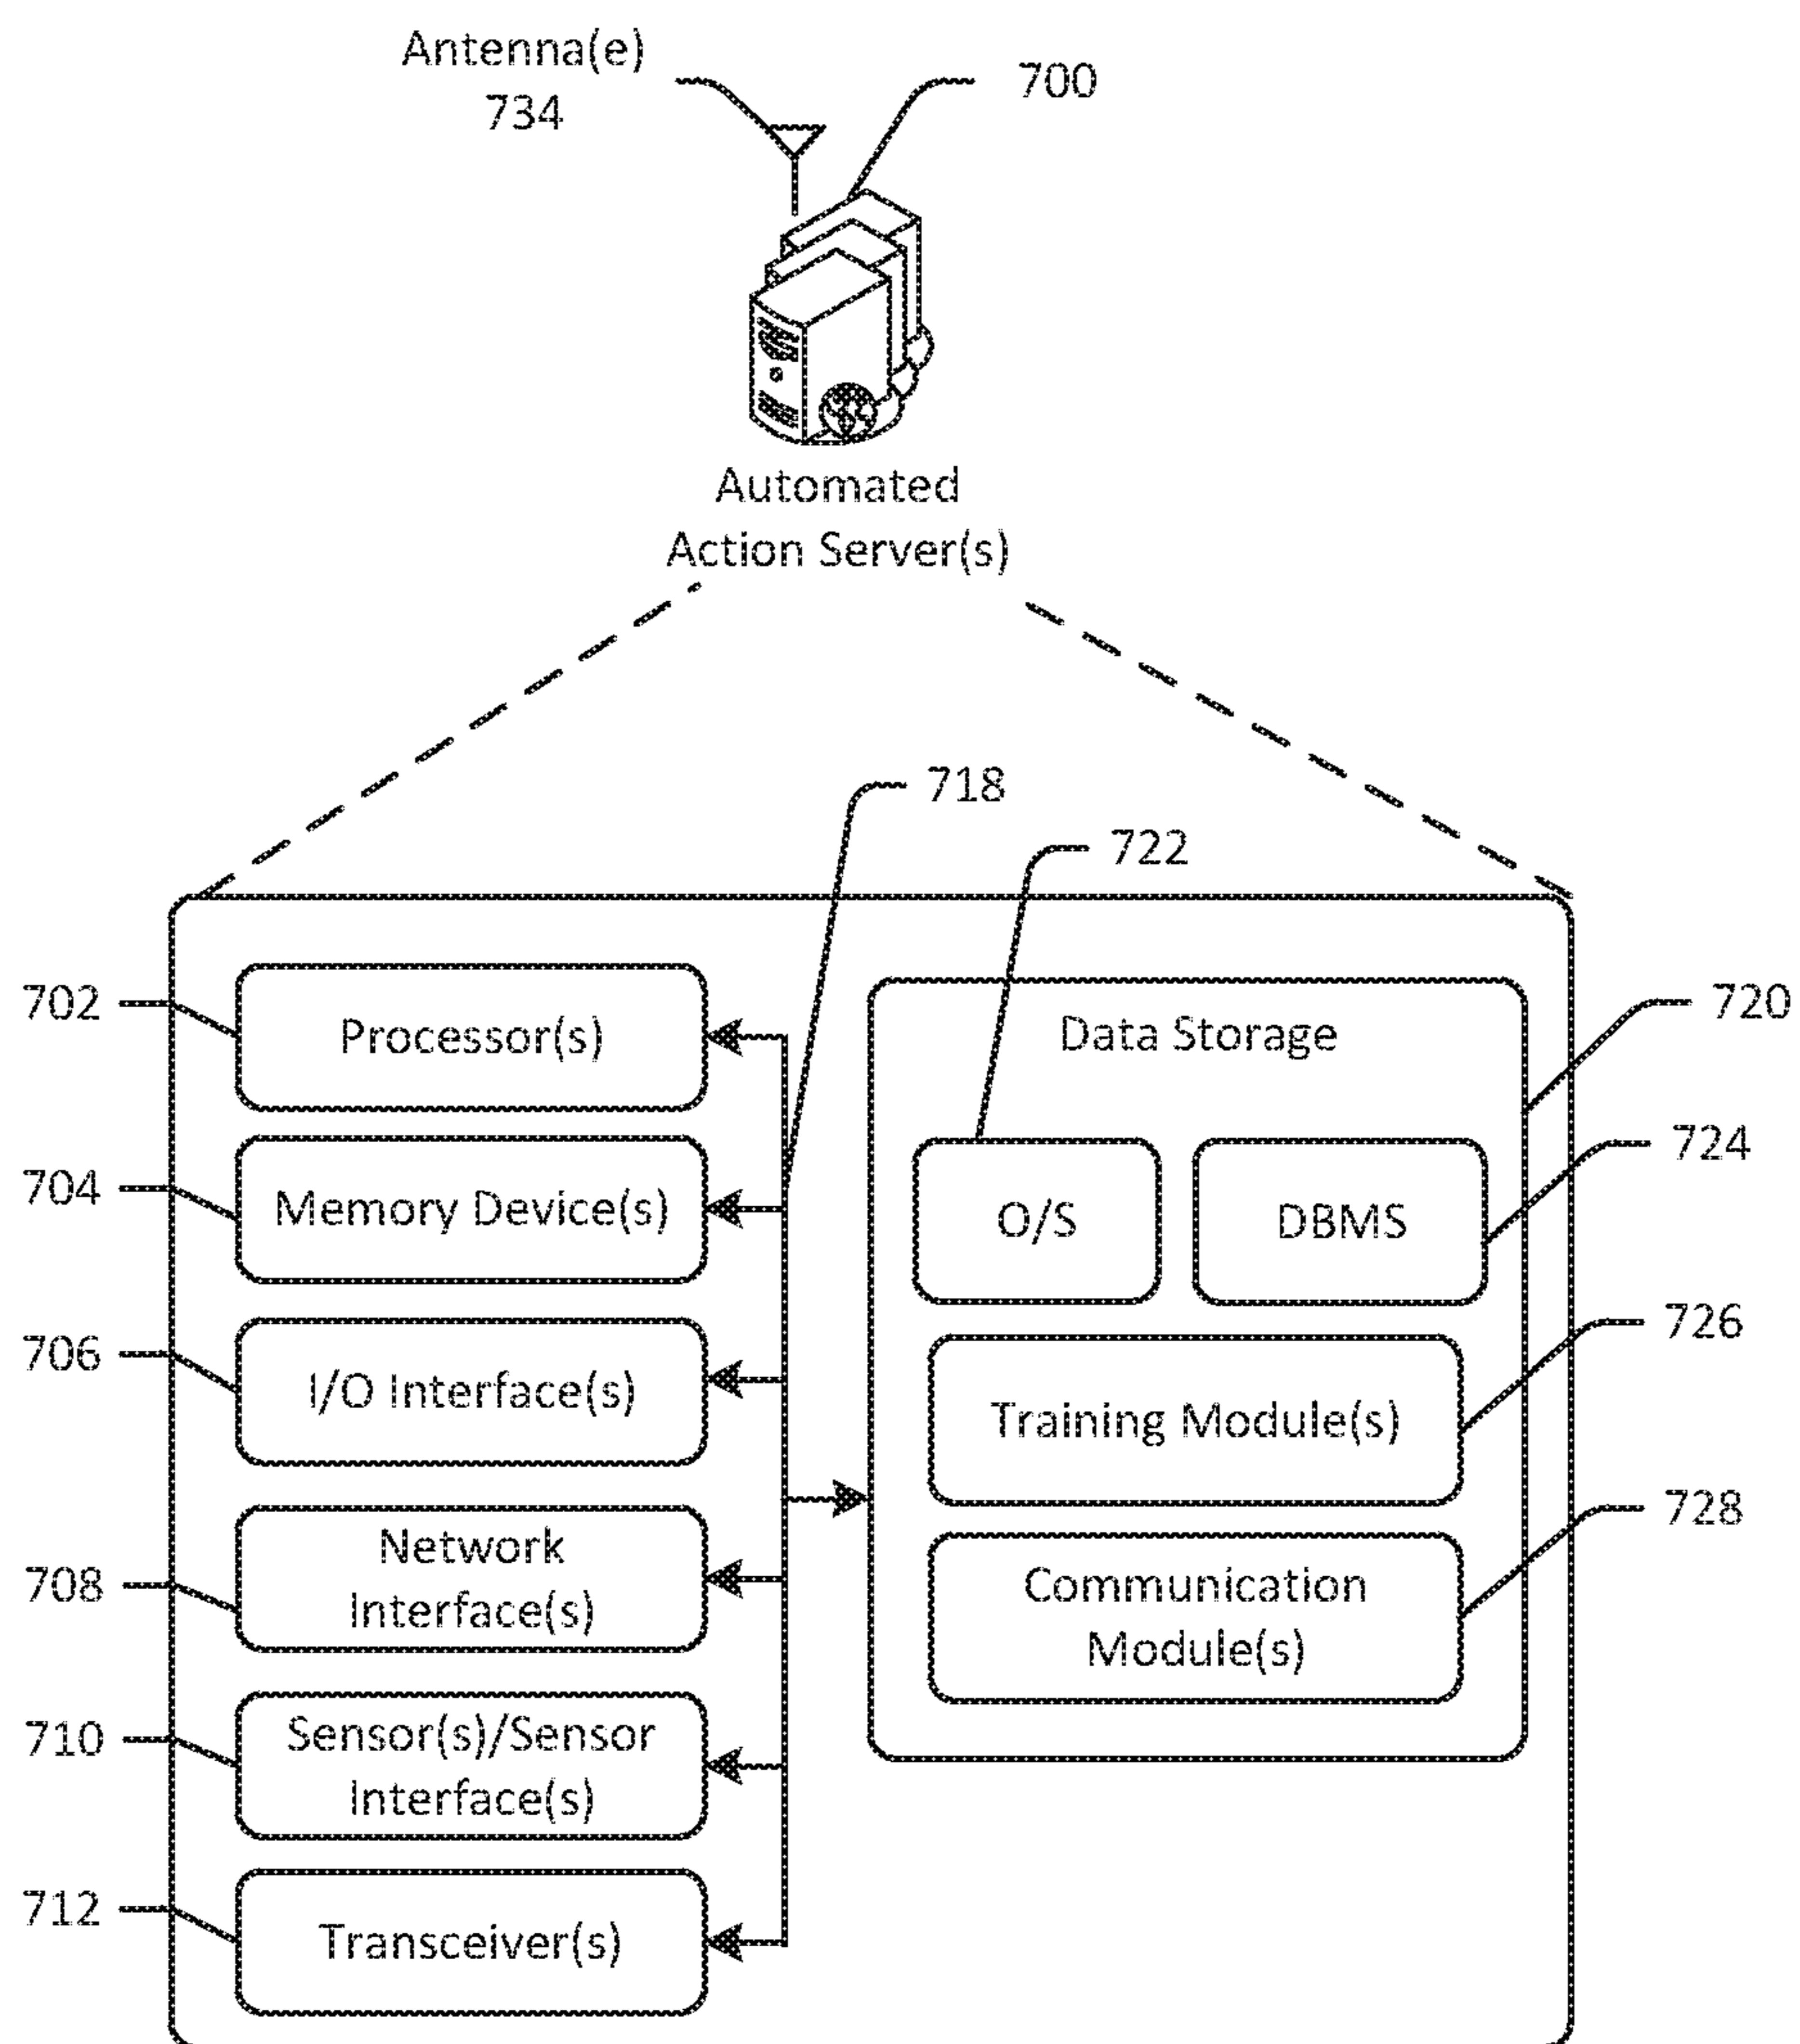 Antenna(e)
734
700
Automated
Action Server(s)
718
722
702
Processor(s)
Data Storage
720
704
Memory Device(s)
O/S
DBMS
724
706
I/O Interface(s)
Training Module(s)
726
708
Network
Interface(s)
Communication
Module(s)
728
710
Sensor(s)/Sensor
Interface(s)
712
Transceiver(s)